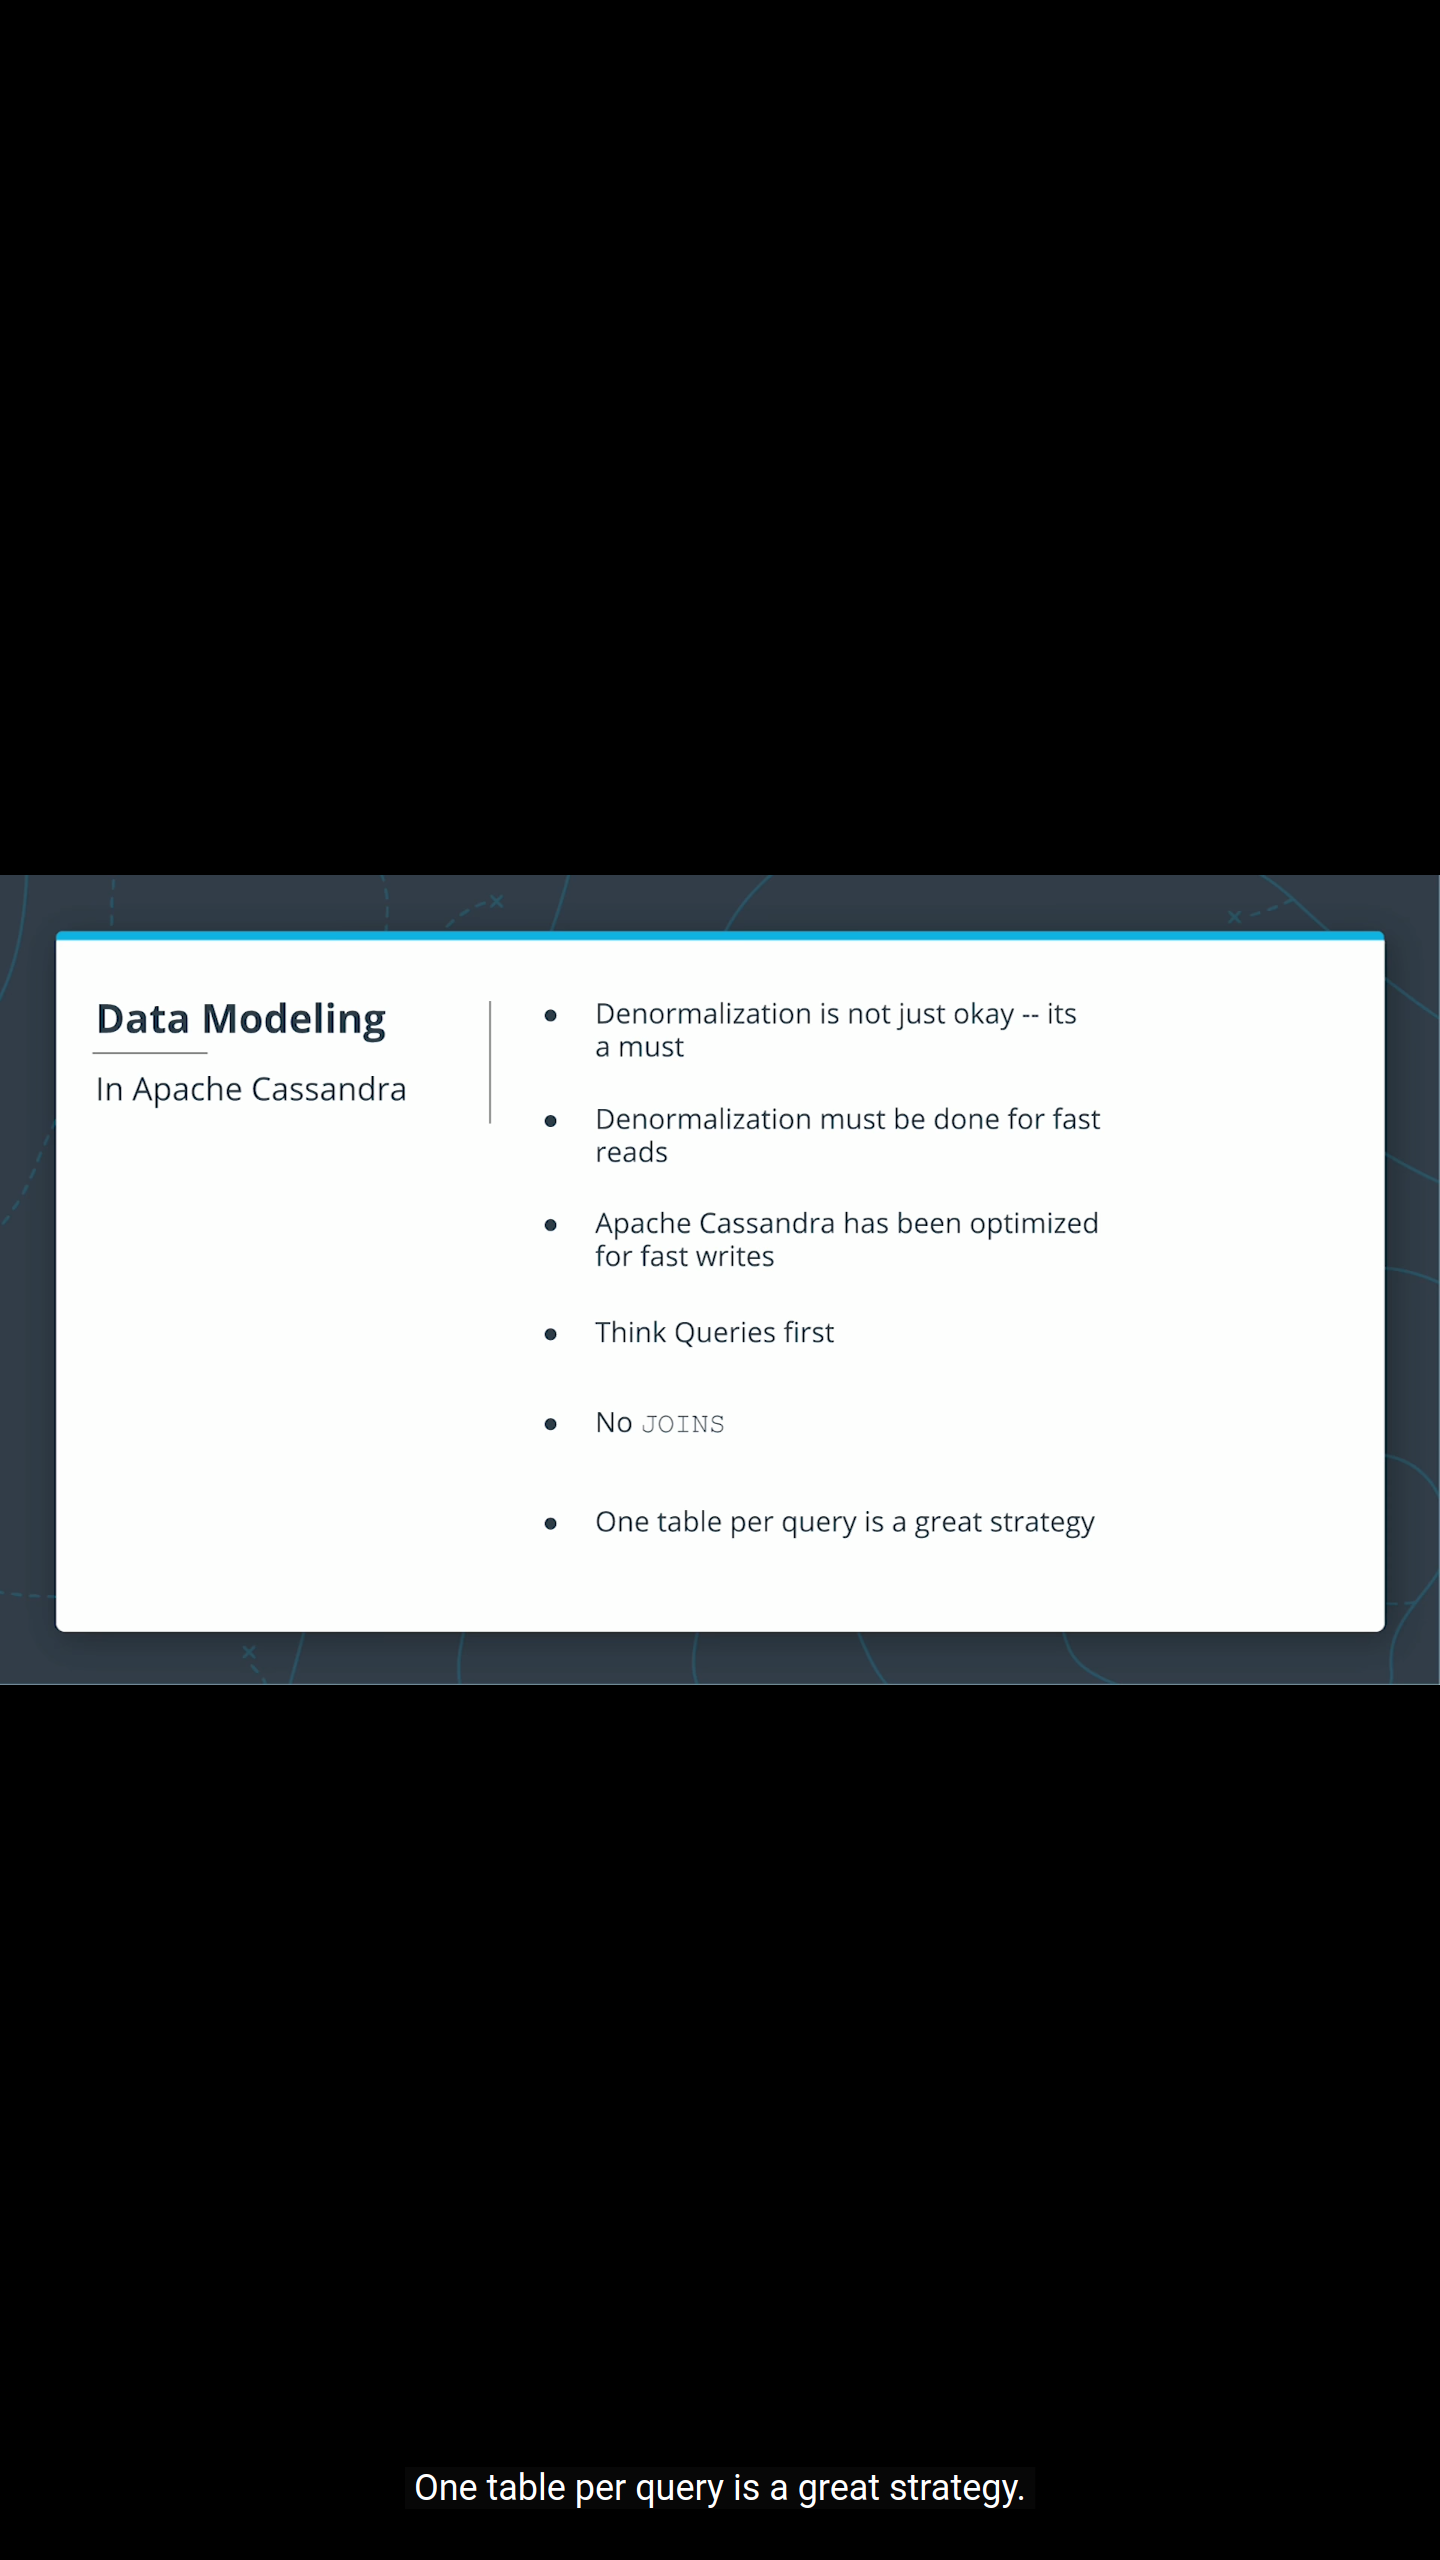 Data Modeling
In Apache Cassandra
● Denormalization is not just okay -- its
a must
● Denormalization must be done for fast
reads
● Apache Cassandra has been optimized
for fast writes
● Think Queries first
● No JOINS
● One table per query is a great strategy
One table per query is a great strategy.